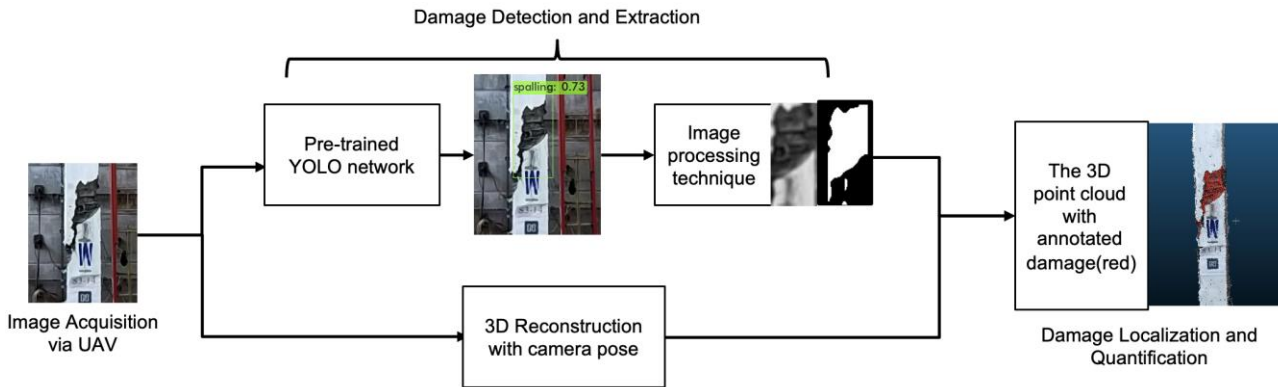 Damage Detection and Extraction
spalling: 0.73
Pre-trained
YOLO network
Image
processing
technique
The 3D
point cloud
with
annotated
damage(red)
W
W
W
Image Acquisition
via UAV
3D Reconstruction
with camera pose
Damage Localization and
Quantification